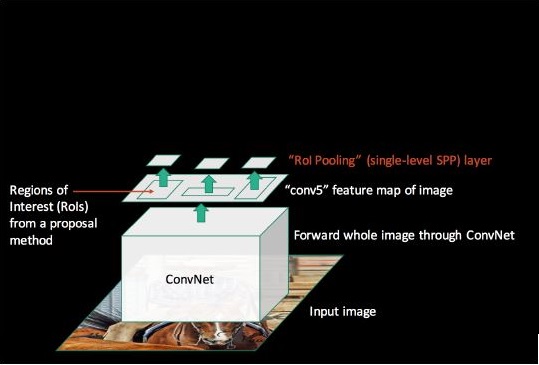 “RoI Pooling” (single-level SPP) layer
Regions of
Interest (RoIs)
from a proposal
method
“conv5” feature map of image
Forward whole image through ConvNet
ConvNet
Input image